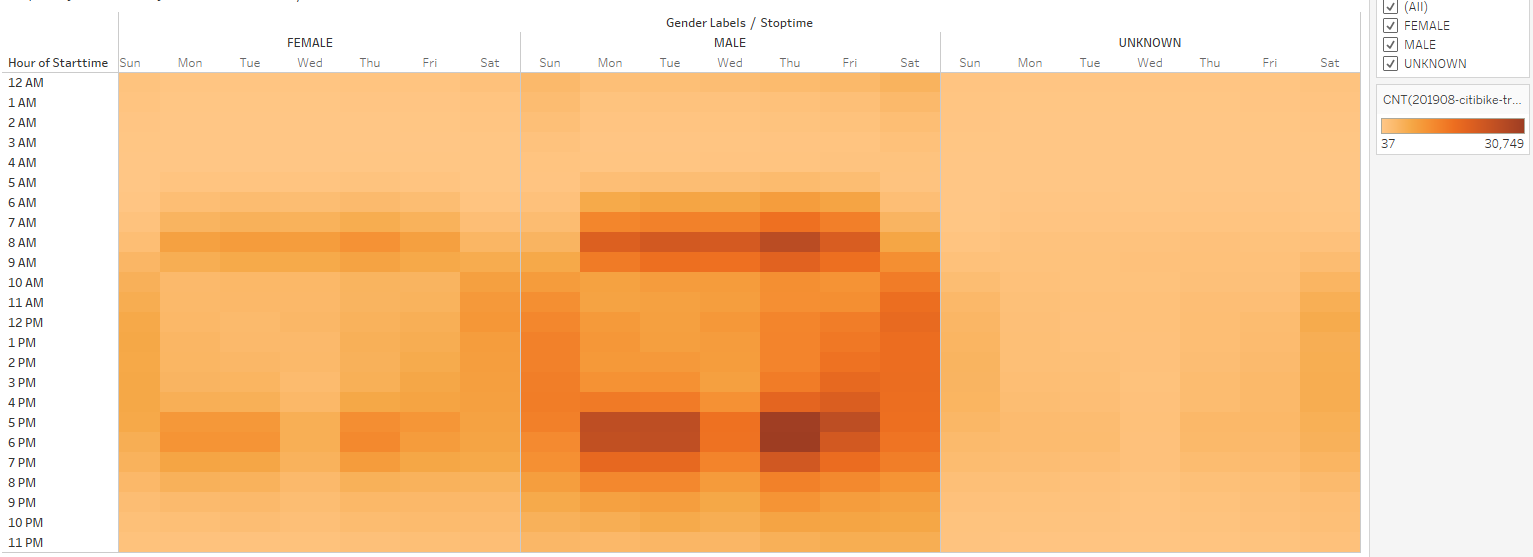 Gender Labels / Stoptime
FEMALE MALE UNKNOWN
Hour of Starttime Sun Mon Tue Wed Thu Fri Sat Sun Mon Tue Wed Thu Fri Sat Sun Mon Tue Wed Thu Fri Sat
12 AM
1 AM
2 AM
3 AM
4 AM
5 AM
6 AM
7 AM
8 AM
9 AM
10 AM
11 AM
12 PM
1 PM
2 PM
3 PM
4 PM
5 PM
6 PM
7 PM
8 PM
9 PM
10 PM
11 PM
(All)
FEMALE
MALE
UNKNOWN
CNT(201908-citibike-tr...
37 30,749